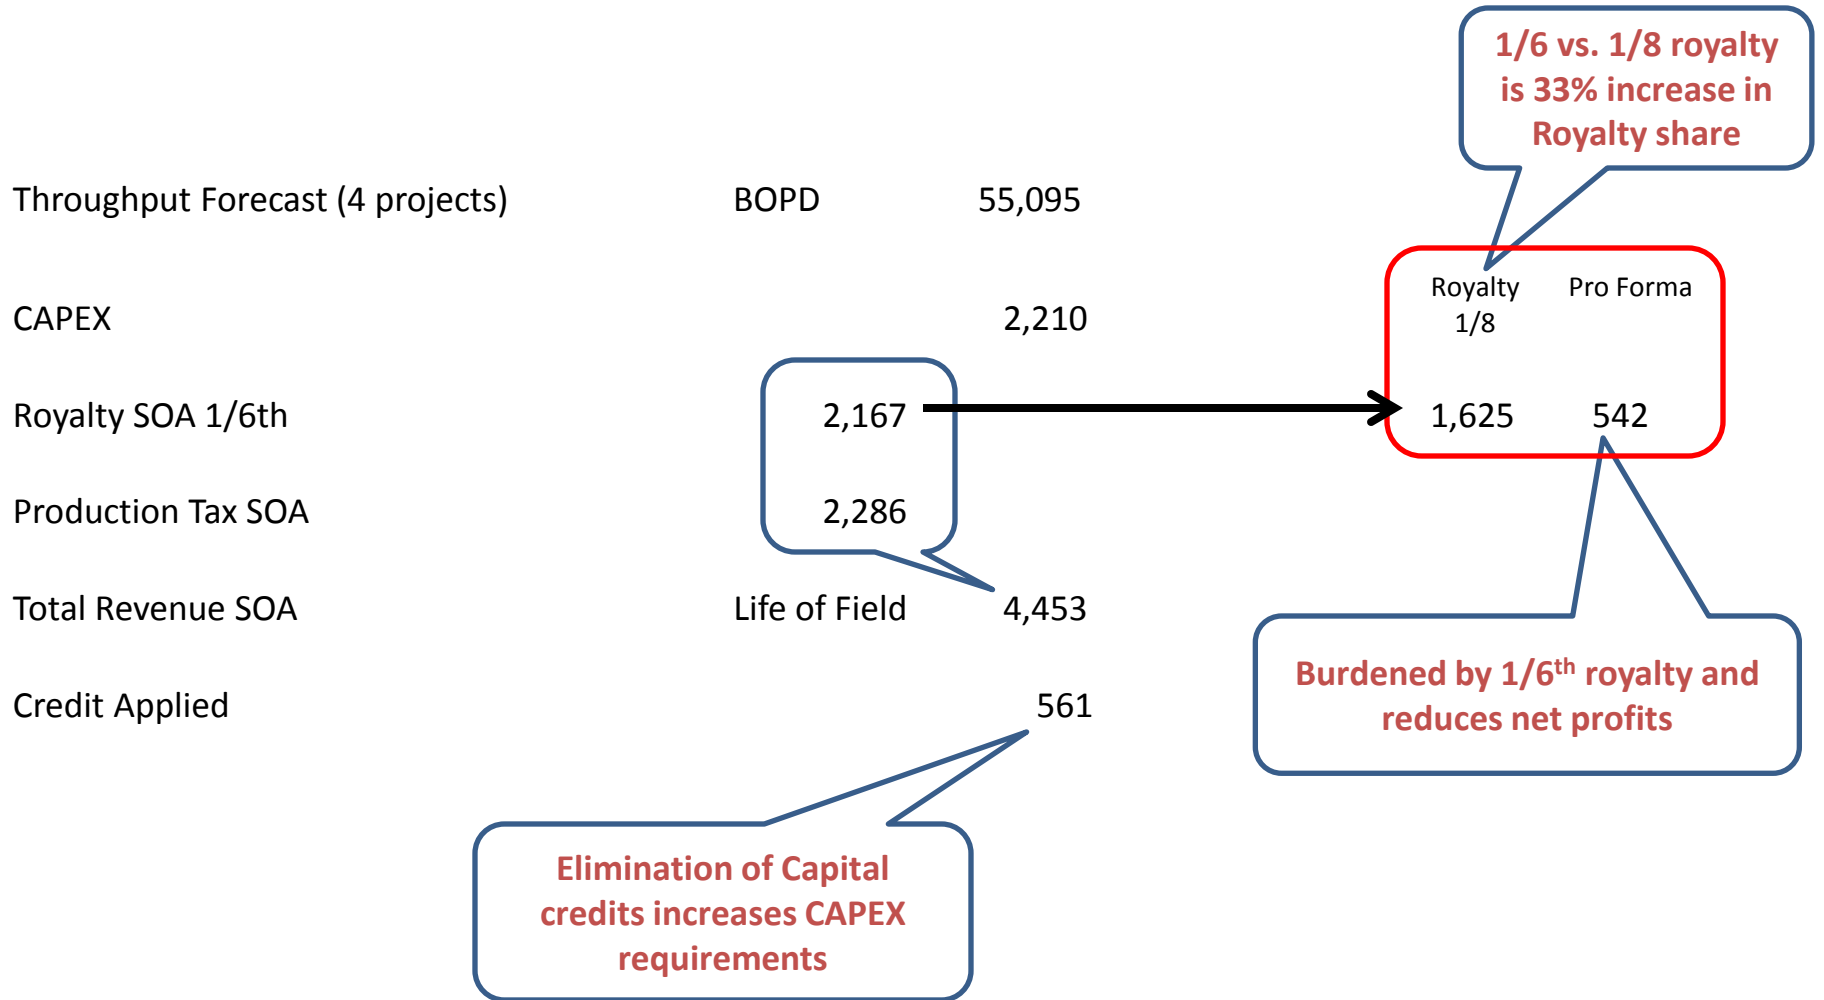 1/6 vs. 1/8 royalty
is 33% increase in
Royalty share
Throughput Forecast (4 projects) BOPD 55,095
Royalty Pro Forma
1/8
CAPEX 2,210
Royalty SOA 1/6th 2,167 1,625 542
Production Tax SOA 2,286
Total Revenue SOA Life of Field 4,453
Burdened by 1/6th royalty and
reduces net profits
Credit Applied 561
Elimination of Capital
credits increases CAPEX
requirements